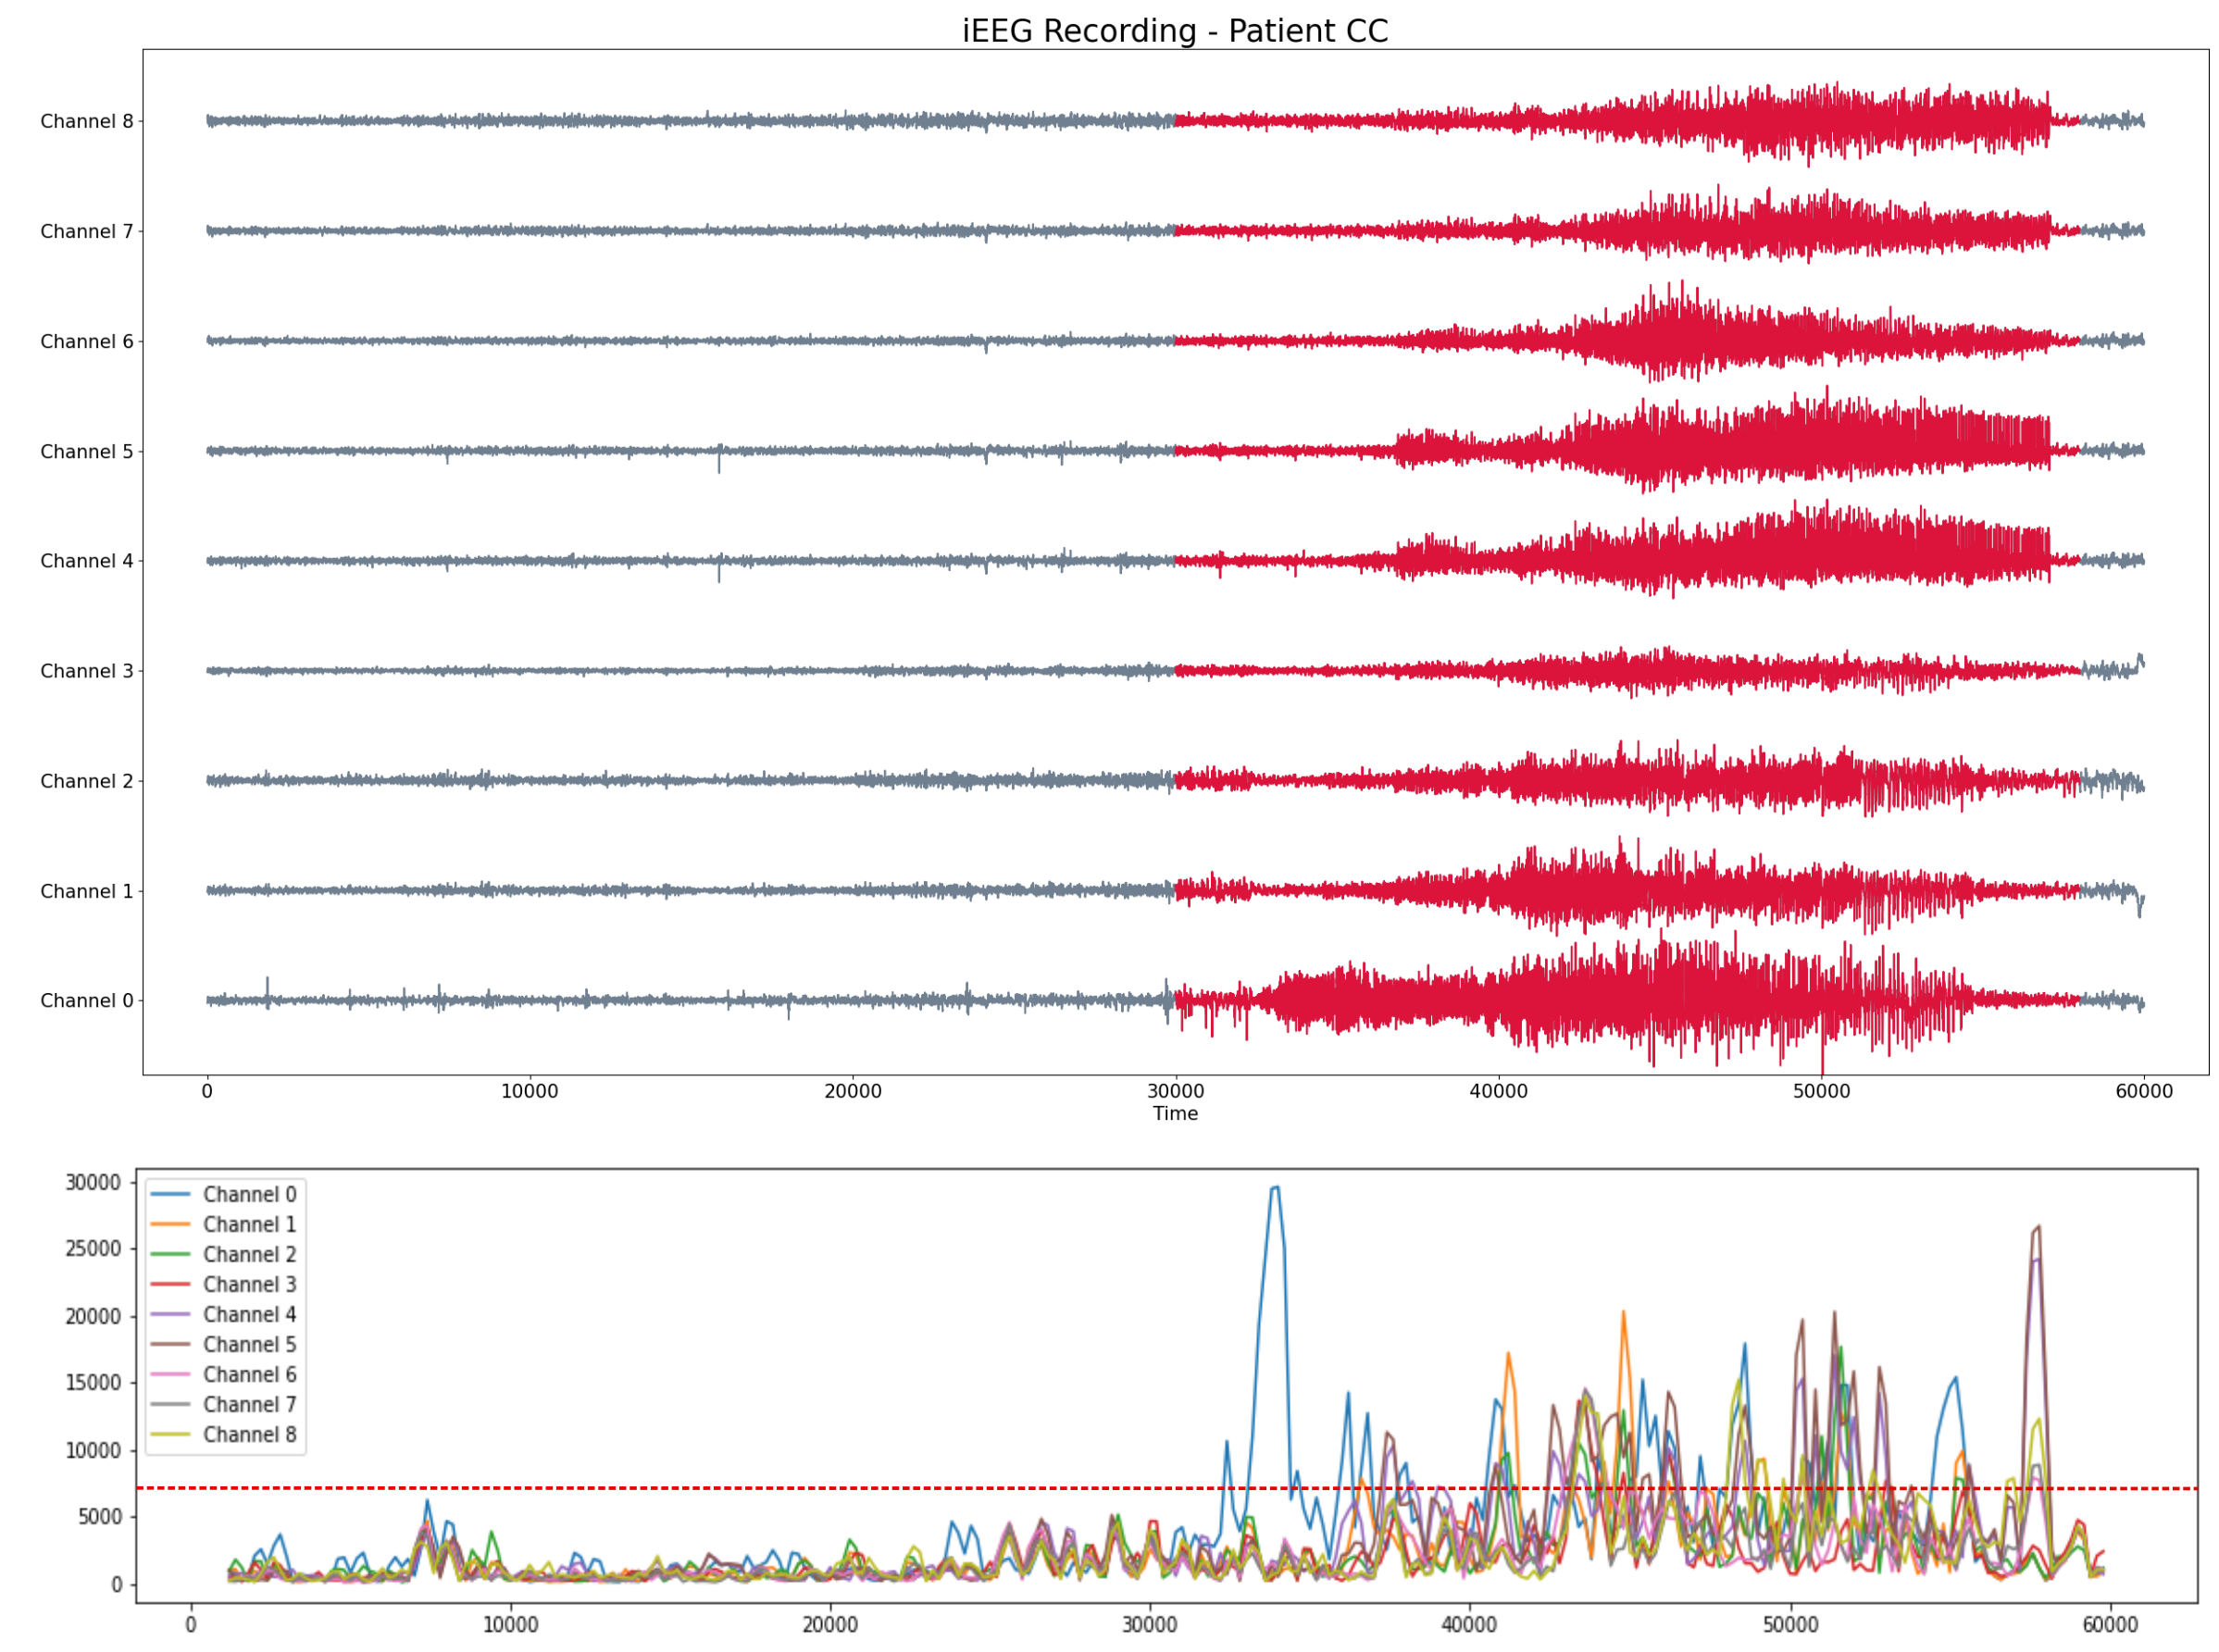 iEEG Recording - Patient CC
Channel 8
Channel 7
Channel 6
Channel 5
Channel 4
Channel 3
Channel 2
Channel 1
Channel 0
0 10000 20000 30000 40000 50000 60000
Time
30000
25000
20000
15000
10000
5000
0
Channel 0
Channel 1
Channel 2
Channel 3
Channel 4
Channel 5
Channel 6
Channel 7
Channel 8
0 10000 20000 30000 40000 50000 60000